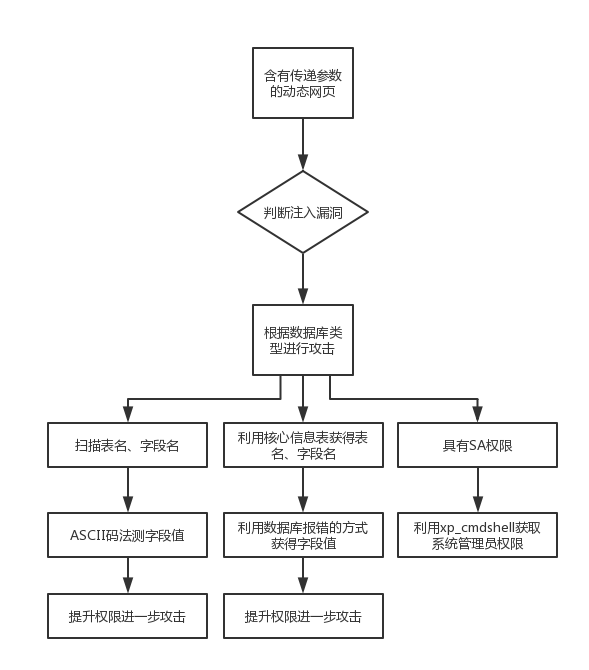 含有传递参数
的动态网页
判断注入漏洞
根据数据库类
型进行攻击
扫描表名、字段名
利用核心信息表获得表
名、字段名
具有SA权限
ASCII码法测字段值
利用数据库报错的方式
获得字段值
利用xp_cmdshell获取
系统管理员权限
提升权限进一步攻击
提升权限进一步攻击